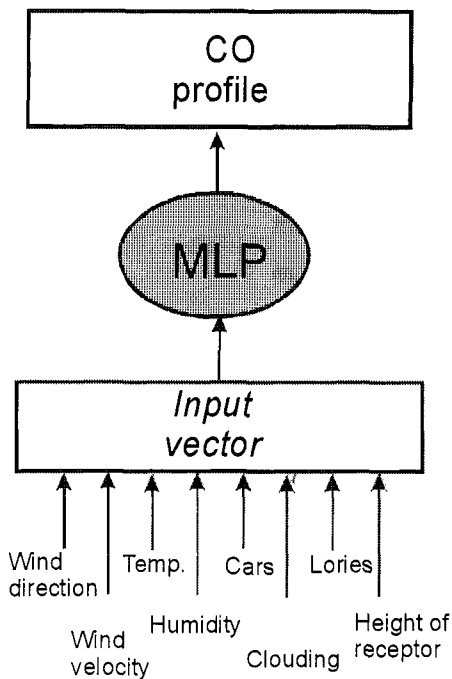 CO
profile
MLP
Input
vector
Wind
direction
Temp.
Cars
Lories
Wind
velocity
Humidity
Clouding
Height of
receptor